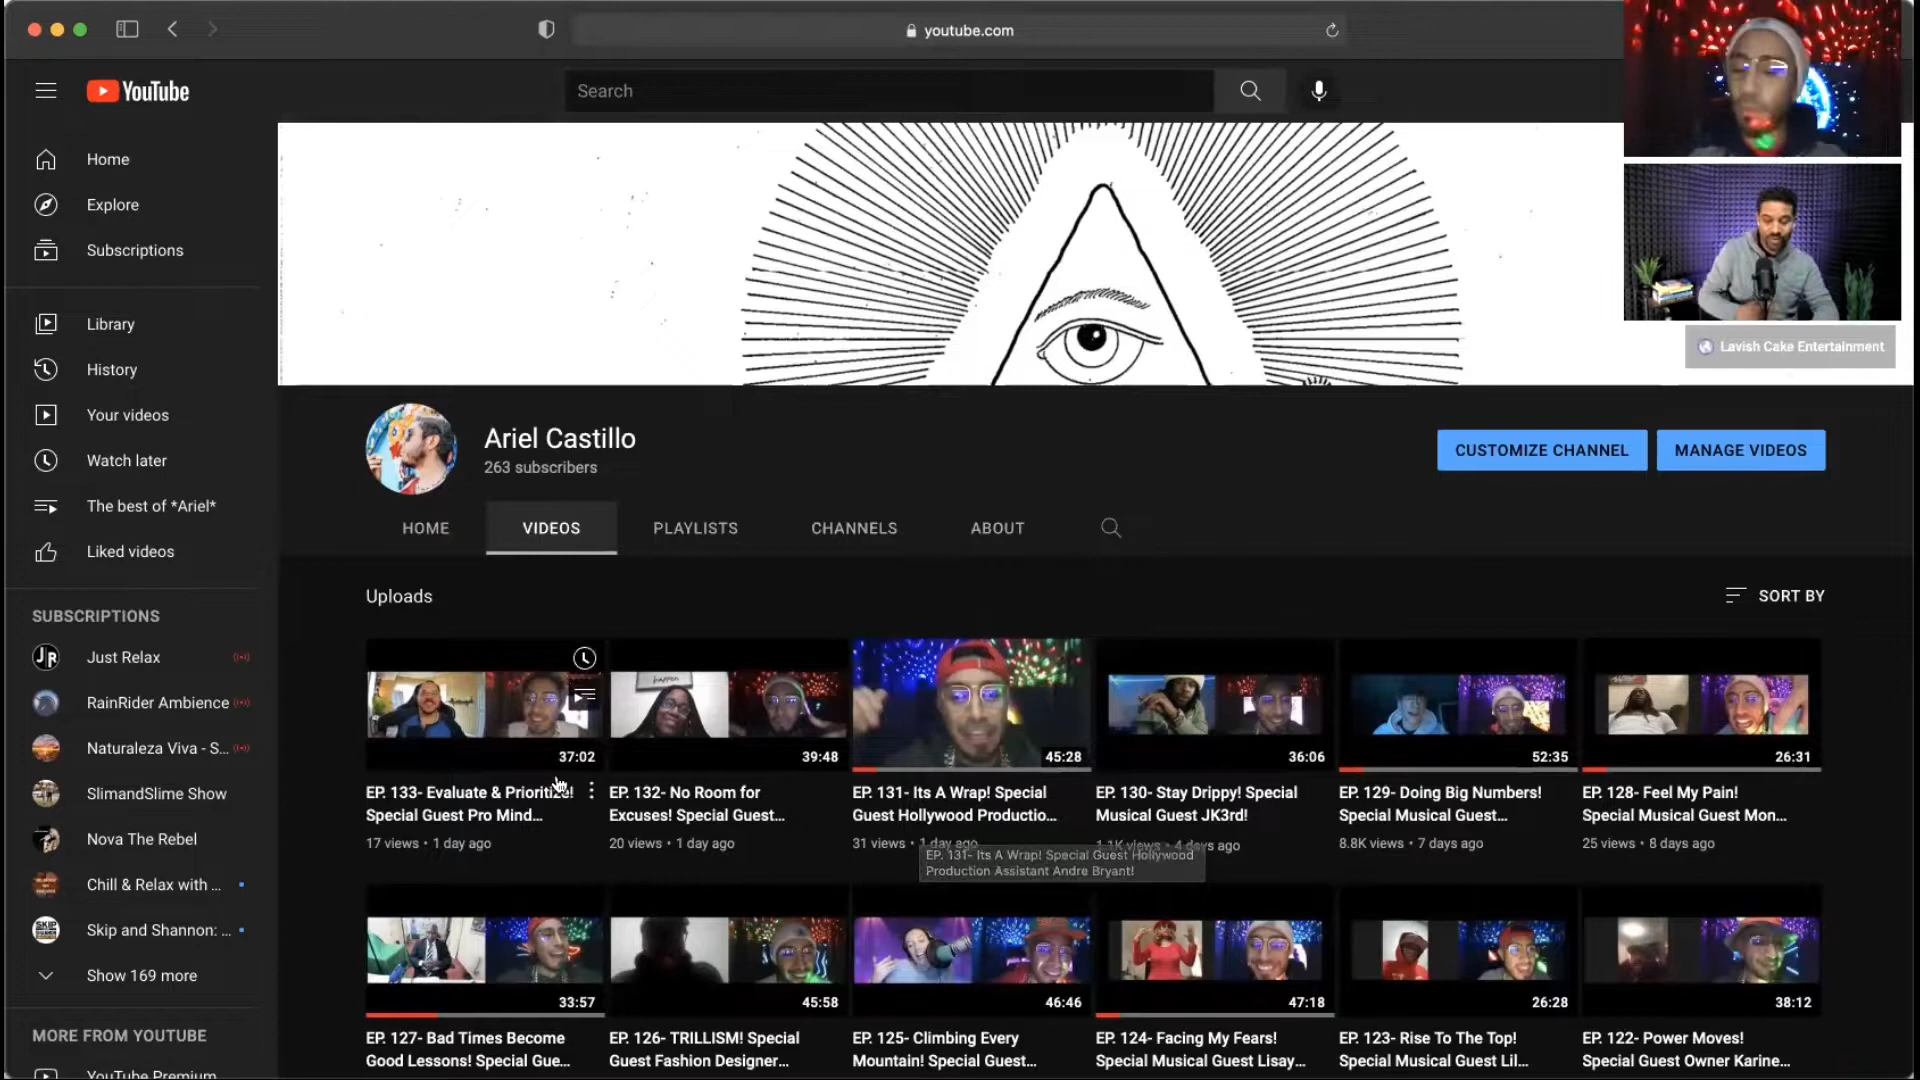 youtube.com
YouTube
Search
Home
Explore
Subscriptions
Library
History
Your videos
Watch later
The best of *Ariel*
Liked videos
SUBSCRIPTIONS
Just Relax
RainRider Ambience
Naturaleza Viva - S...
SlimandSlime Show
Nova The Rebel
Chill & Relax with ...
Skip and Shannon: ...
Show 169 more
MORE FROM YOUTUBE
YouTube Premium
Lavish Cake Entertainment
Ariel Castillo
263 subscribers
CUSTOMIZE CHANNEL
MANAGE VIDEOS
HOME
VIDEOS
PLAYLISTS
CHANNELS
ABOUT
Uploads
SORT BY
happen
37:02
39:48
45:28
36:06
52:35
26:31
EP. 133- Evaluate & Prioritize!
Special Guest Pro Mind...
17 views • 1 day ago
EP. 132- No Room for
Excuses! Special Guest...
20 views • 1 day ago
EP. 131- Its A Wrap! Special
Guest Hollywood Productio...
31 views • 1 day ago
EP. 131- Its A Wrap! Special Guest Hollywood
Production Assistant Andre Bryant!
EP. 130- Stay Drippy! Special
Musical Guest JK3rd!
1.1K views • 4 days ago
EP. 129- Doing Big Numbers!
Special Musical Guest...
8.8K views • 7 days ago
EP. 128- Feel My Pain!
Special Musical Guest Mon...
25 views • 8 days ago
33:57
45:58
46:46
47:18
26:28
38:12
EP. 127- Bad Times Become
Good Lessons! Special Gue...
EP. 126- TRILLISM! Special
Guest Fashion Designer...
EP. 125- Climbing Every
Mountain! Special Guest...
EP. 124- Facing My Fears!
Special Musical Guest Lisay...
EP. 123- Rise To The Top!
Special Musical Guest Lil...
EP. 122- Power Moves!
Special Guest Owner Karine...